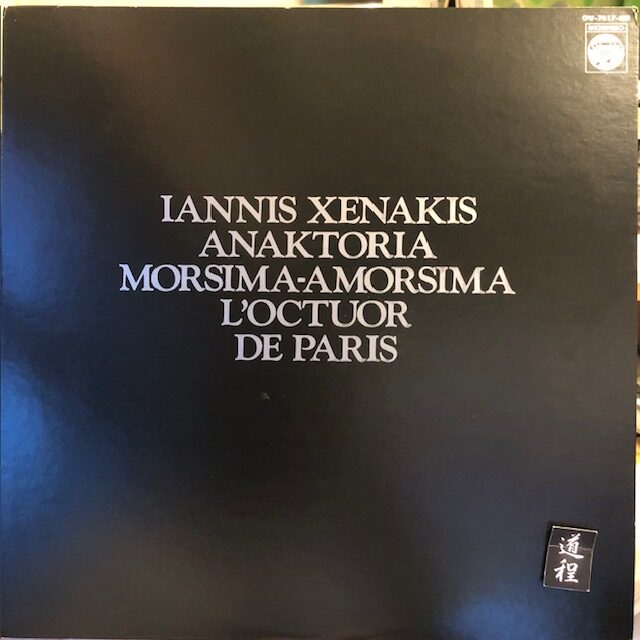 IANNIS XENAKIS
ANAKTORIA
MORSIMA-AMORSIMA
L'OCTUOR
DE PARIS
道程